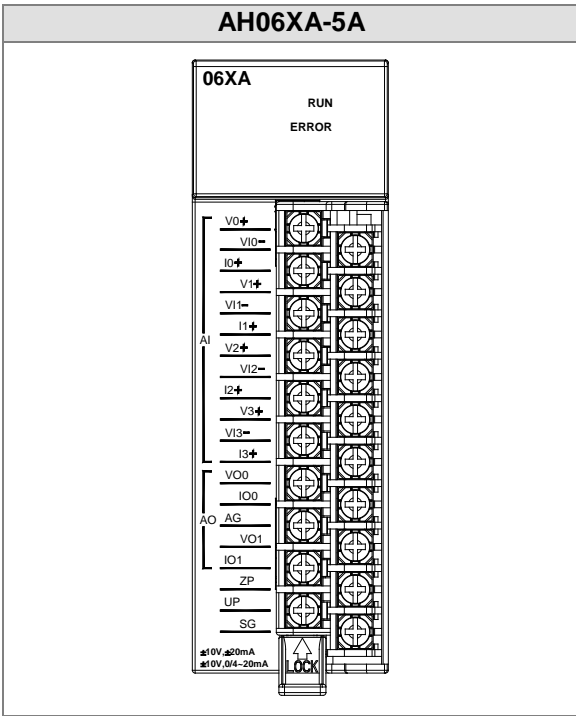 AH06XA-5A
06XA
RUN
ERROR
V0+
VI0-
I0+
V1+
VI1-
I1+
AI
V2+
VI2-
I2+
V3+
VI3-
I3+
VO0
IO0
AO
AG
VO1
IO1
ZP
UP
SG
±10V,±20mA
±10V,0/4~20mA
LOCK